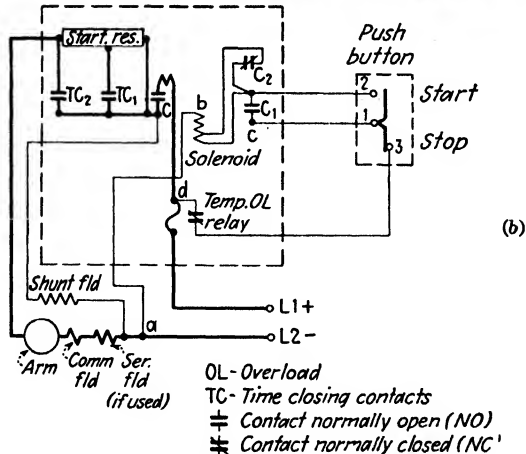 Start. res.
Push
button
TC2
TC1
C
C2
2
Start
b
C1
1
c
Stop
Solenoid
3
d
Temp. OL
relay
(b)
Shunt fld
L1+
a
L2-
Arm
Comm
fld
Ser.
fld
(if used)
OL- Overload
TC- Time closing contacts
Contact normally open (NO)
Contact normally closed (NC'